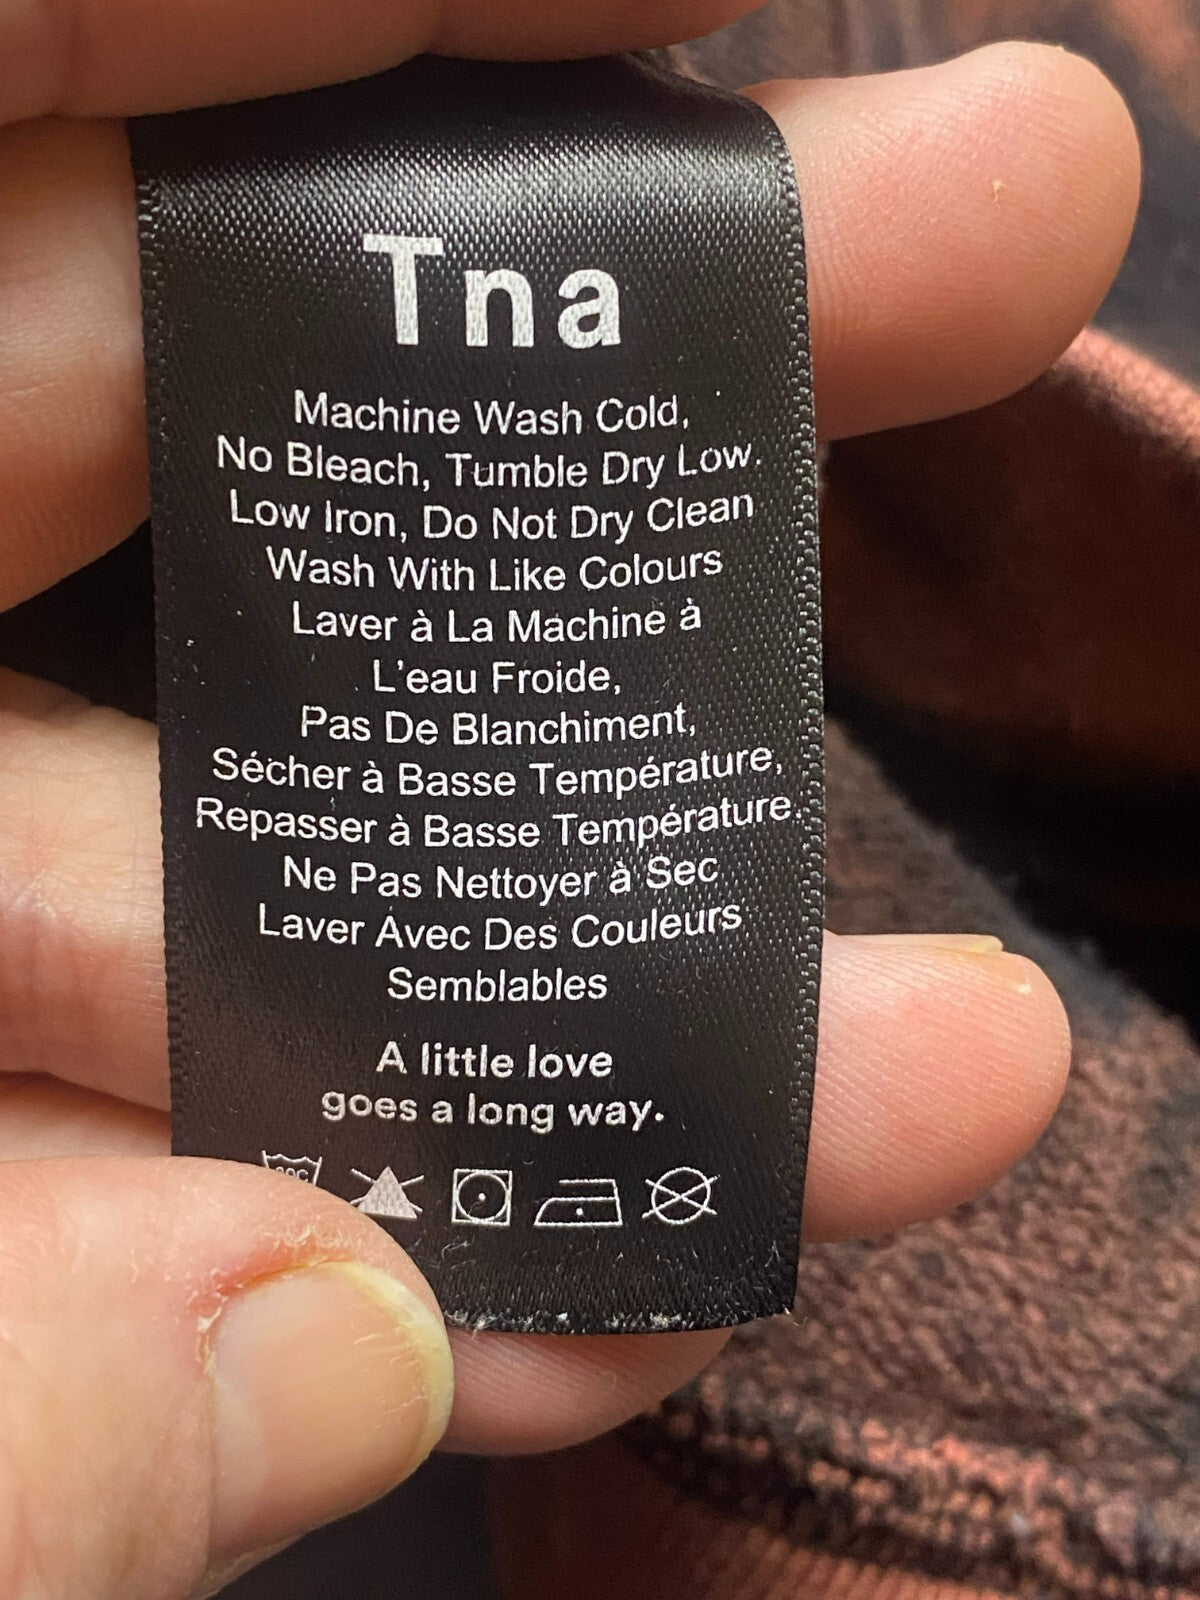 Tna
Machine Wash Cold,
No Bleach, Tumble Dry Low.
Low Iron, Do Not Dry Clean
Wash With Like Colours
Laver à La Machine à
L'eau Froide,
Pas De Blanchiment,
Sécher à Basse Température,
Repasser à Basse Température.
Ne Pas Nettoyer à Sec
Laver Avec Des Couleurs
Semblables
A little love
goes a long way.